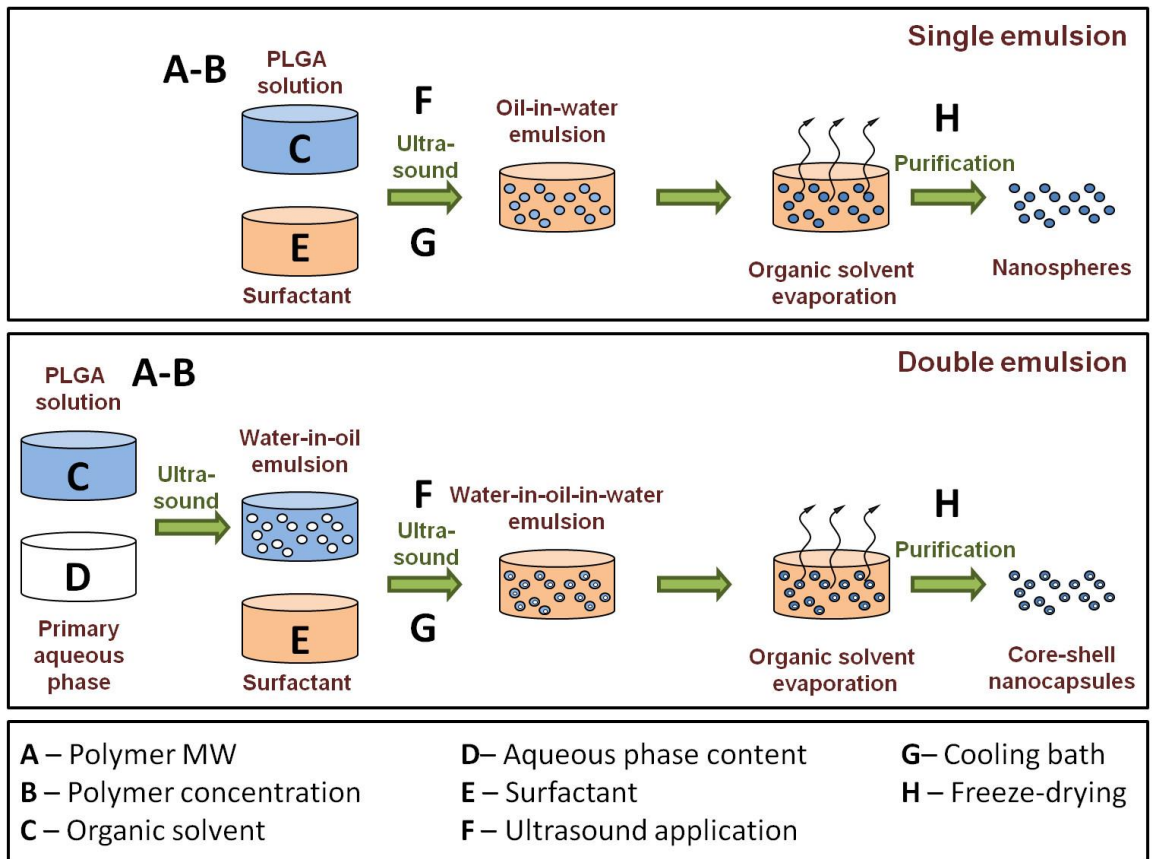 Single emulsion
A-B
PLGA
solution
C
E
Surfactant
F
Ultra-
sound
G
Oil-in-water
emulsion
Organic solvent
evaporation
H
Purification
Nanospheres
Double emulsion
PLGA
solution
A-B
C
D
Primary
aqueous
phase
Ultra-
sound
Water-in-oil
emulsion
E
Surfactant
F
Ultra-
sound
G
Water-in-oil-in-water
emulsion
Organic solvent
evaporation
H
Purification
Core-shell
nanocapsules
A – Polymer MW
B – Polymer concentration
C – Organic solvent
D– Aqueous phase content
E – Surfactant
F – Ultrasound application
G– Cooling bath
H – Freeze-drying